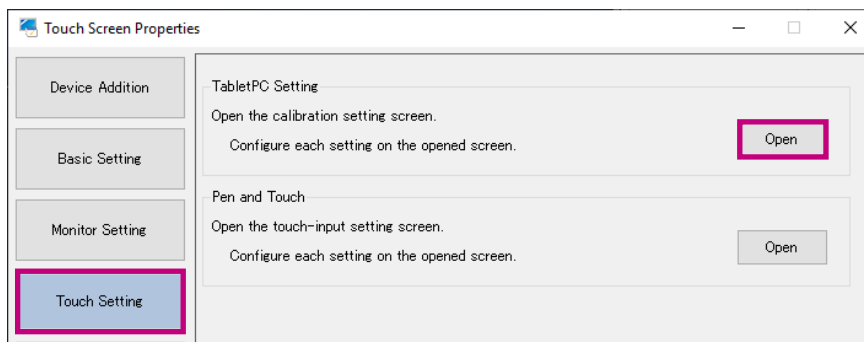 Touch Screen Properties
Device Addition
Basic Setting
Monitor Setting
Touch Setting
TabletPC Setting
Open the calibration setting screen.
Configure each setting on the opened screen.
Open
Pen and Touch
Open the touch-input setting screen.
Configure each setting on the opened screen.
Open